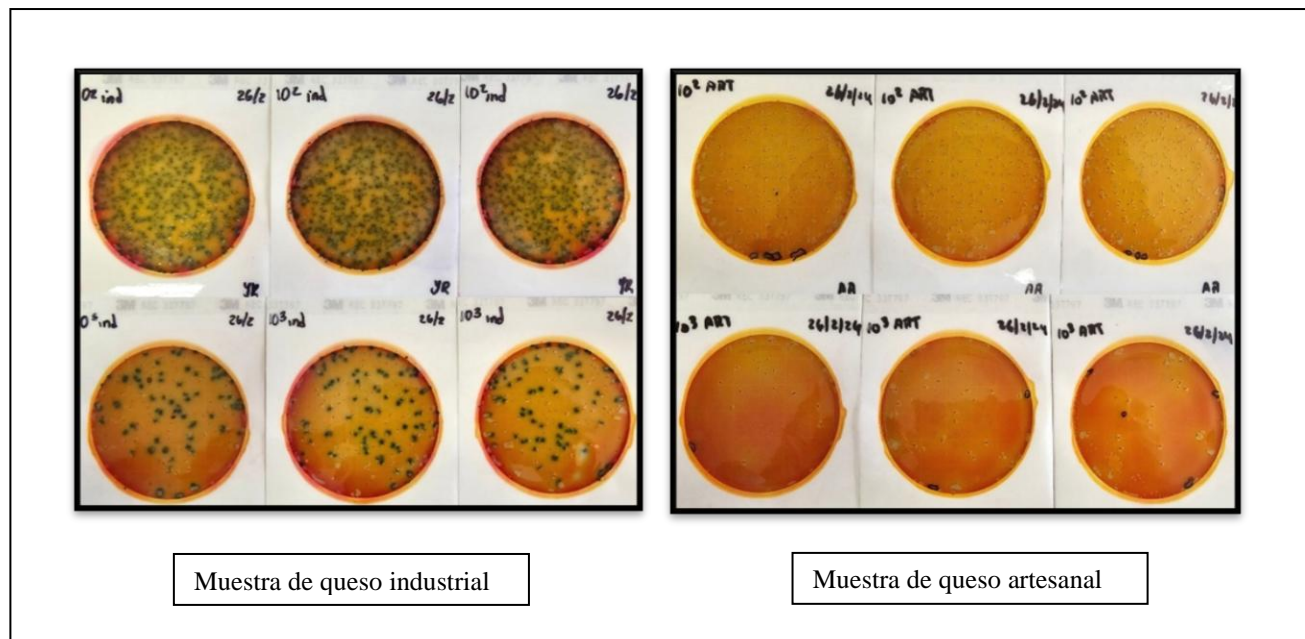 10² ind 26/2
10² ind 26/2
10² ind 26/2
YR
YR
YR
10³ ind 26/2
10³ ind 26/2
10³ ind 26/2
10² ART 26/2/24
10² ART 26/2/24
10² ART 26/2/2
AA
AA
AA
10³ ART 26/2/24
10³ ART 26/2/24
10³ ART 26/2/24
Muestra de queso industrial
Muestra de queso artesanal